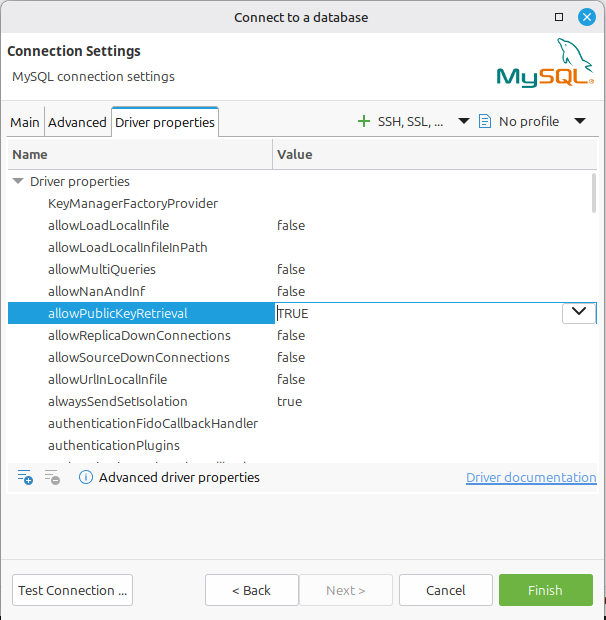 Connect to a database
Connection Settings
MySQL connection settings
MySQL®
Main Advanced Driver properties SSH, SSL, ... No profile
Name Value
Driver properties
KeyManagerFactoryProvider
allowLoadLocalInfile false
allowLoadLocalInfileInPath
allowMultiQueries false
allowNanAndInf false
allowPublicKeyRetrieval TRUE
allowReplicaDownConnections false
allowSourceDownConnections false
allowUrlInLocalInfile false
alwaysSendSetIsolation true
authenticationFidoCallbackHandler
authenticationPlugins
Advanced driver properties Driver documentation
Test Connection ... < Back Next > Cancel Finish